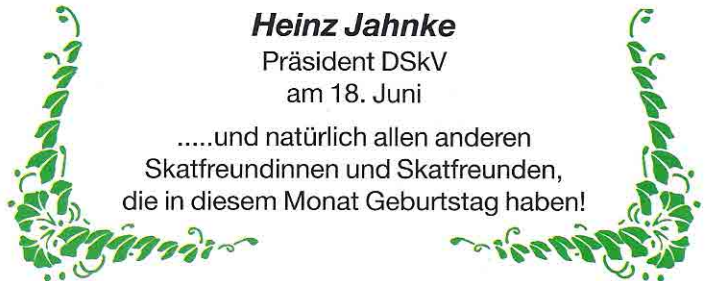 Heinz Jahnke
Präsident DSkV
am 18. Juni
.....und natürlich allen anderen
Skatfreundinnen und Skatfreunden,
die in diesem Monat Geburtstag haben!